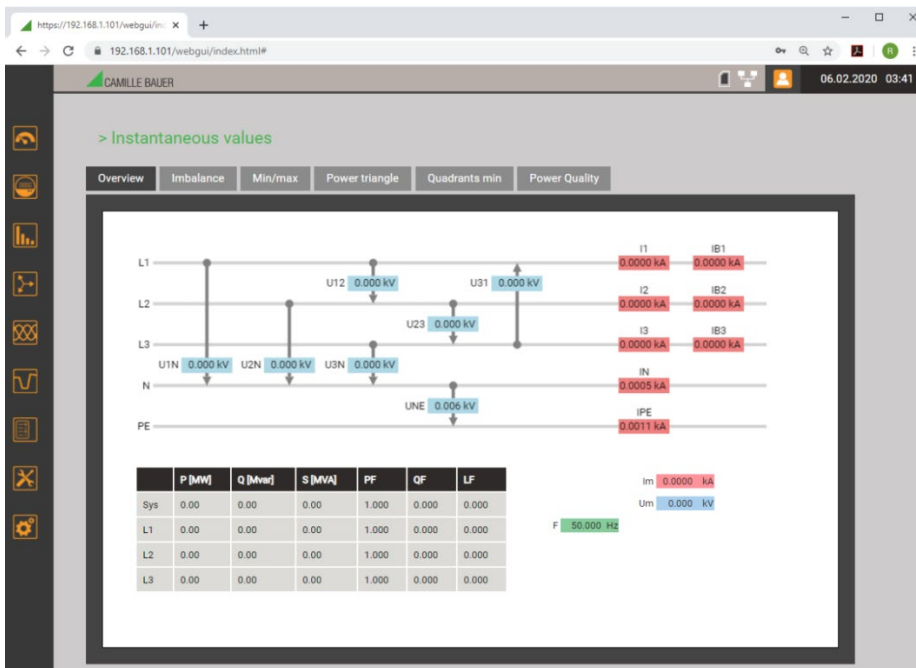 https://192.168.1.101/webgui/in
192.168.1.101/webgui/index.html#
R
CAMILLE BAUER
06.02.2020 03:41
> Instantaneous values
Overview Imbalance Min/max Power triangle Quadrants min Power Quality
I1 IB1
L1 0.0000 kA 0.0000 kA
U12 0.000 kV U31 0.000 kV
I2 IB2
L2 0.0000 kA 0.0000 kA
U23 0.000 kV
I3 IB3
L3 0.0000 kA 0.0000 kA
U1N 0.000 kV U2N 0.000 kV U3N 0.000 kV
IN
N 0.0005 kA
UNE 0.006 kV
IPE
PE 0.0011 kA
P [MW] Q [Mvar] S [MVA] PF QF LF
Sys 0.00 0.00 0.00 1.000 0.000 0.000
L1 0.00 0.00 0.00 1.000 0.000 0.000
L2 0.00 0.00 0.00 1.000 0.000 0.000
L3 0.00 0.00 0.00 1.000 0.000 0.000
Im 0.0000 kA
Um 0.000 kV
F 50.000 Hz